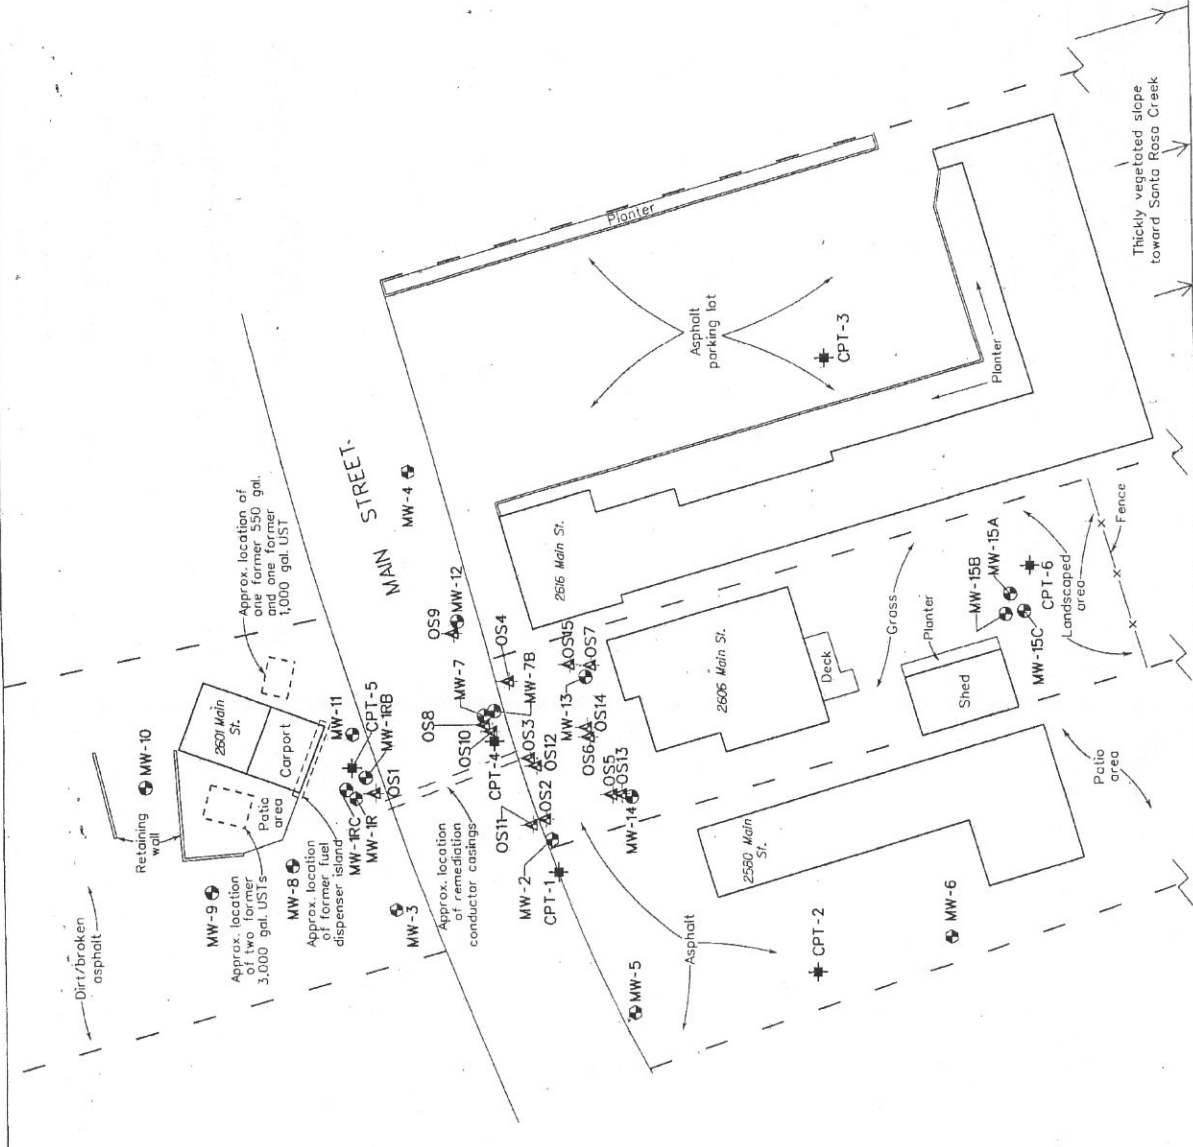 Dirt/broken
asphalt
Retaining
wall
MW-10
MW-9
Approx. location
of two former
3,000 gal. USTs
MW-8
Approx. location
of former fuel
dispenser island
Patio
area
2601 Main
St.
Carport
Approx. location of
one former 550 gal.
and one former
1,000 gal. UST
MW-11
CPT-5
MW-1RB
MW-1RC
MW-1R
OS1
MW-3
Approx. location
of remediation
conductor casings
MAIN STREET
MW-4
OS9
MW-12
MW-7
OS4
OS8
OS10
MW-7B
CPT-4
OS3
OS12
OS11
OS2
MW-2
CPT-1
OS15
OS7
MW-13
OS14
OS6
OS5
OS13
MW-14
MW-5
Asphalt
CPT-2
MW-6
2580 Main
St.
2606 Main St.
Deck
2616 Main St.
Planter
Asphalt
parking lot
CPT-3
Planter
Grass
Planter
Shed
MW-15B
MW-15A
MW-15C
CPT-6
Landscaped
area
Fence
Patio
area
Thickly vegetated slope
toward Santa Rosa Creek